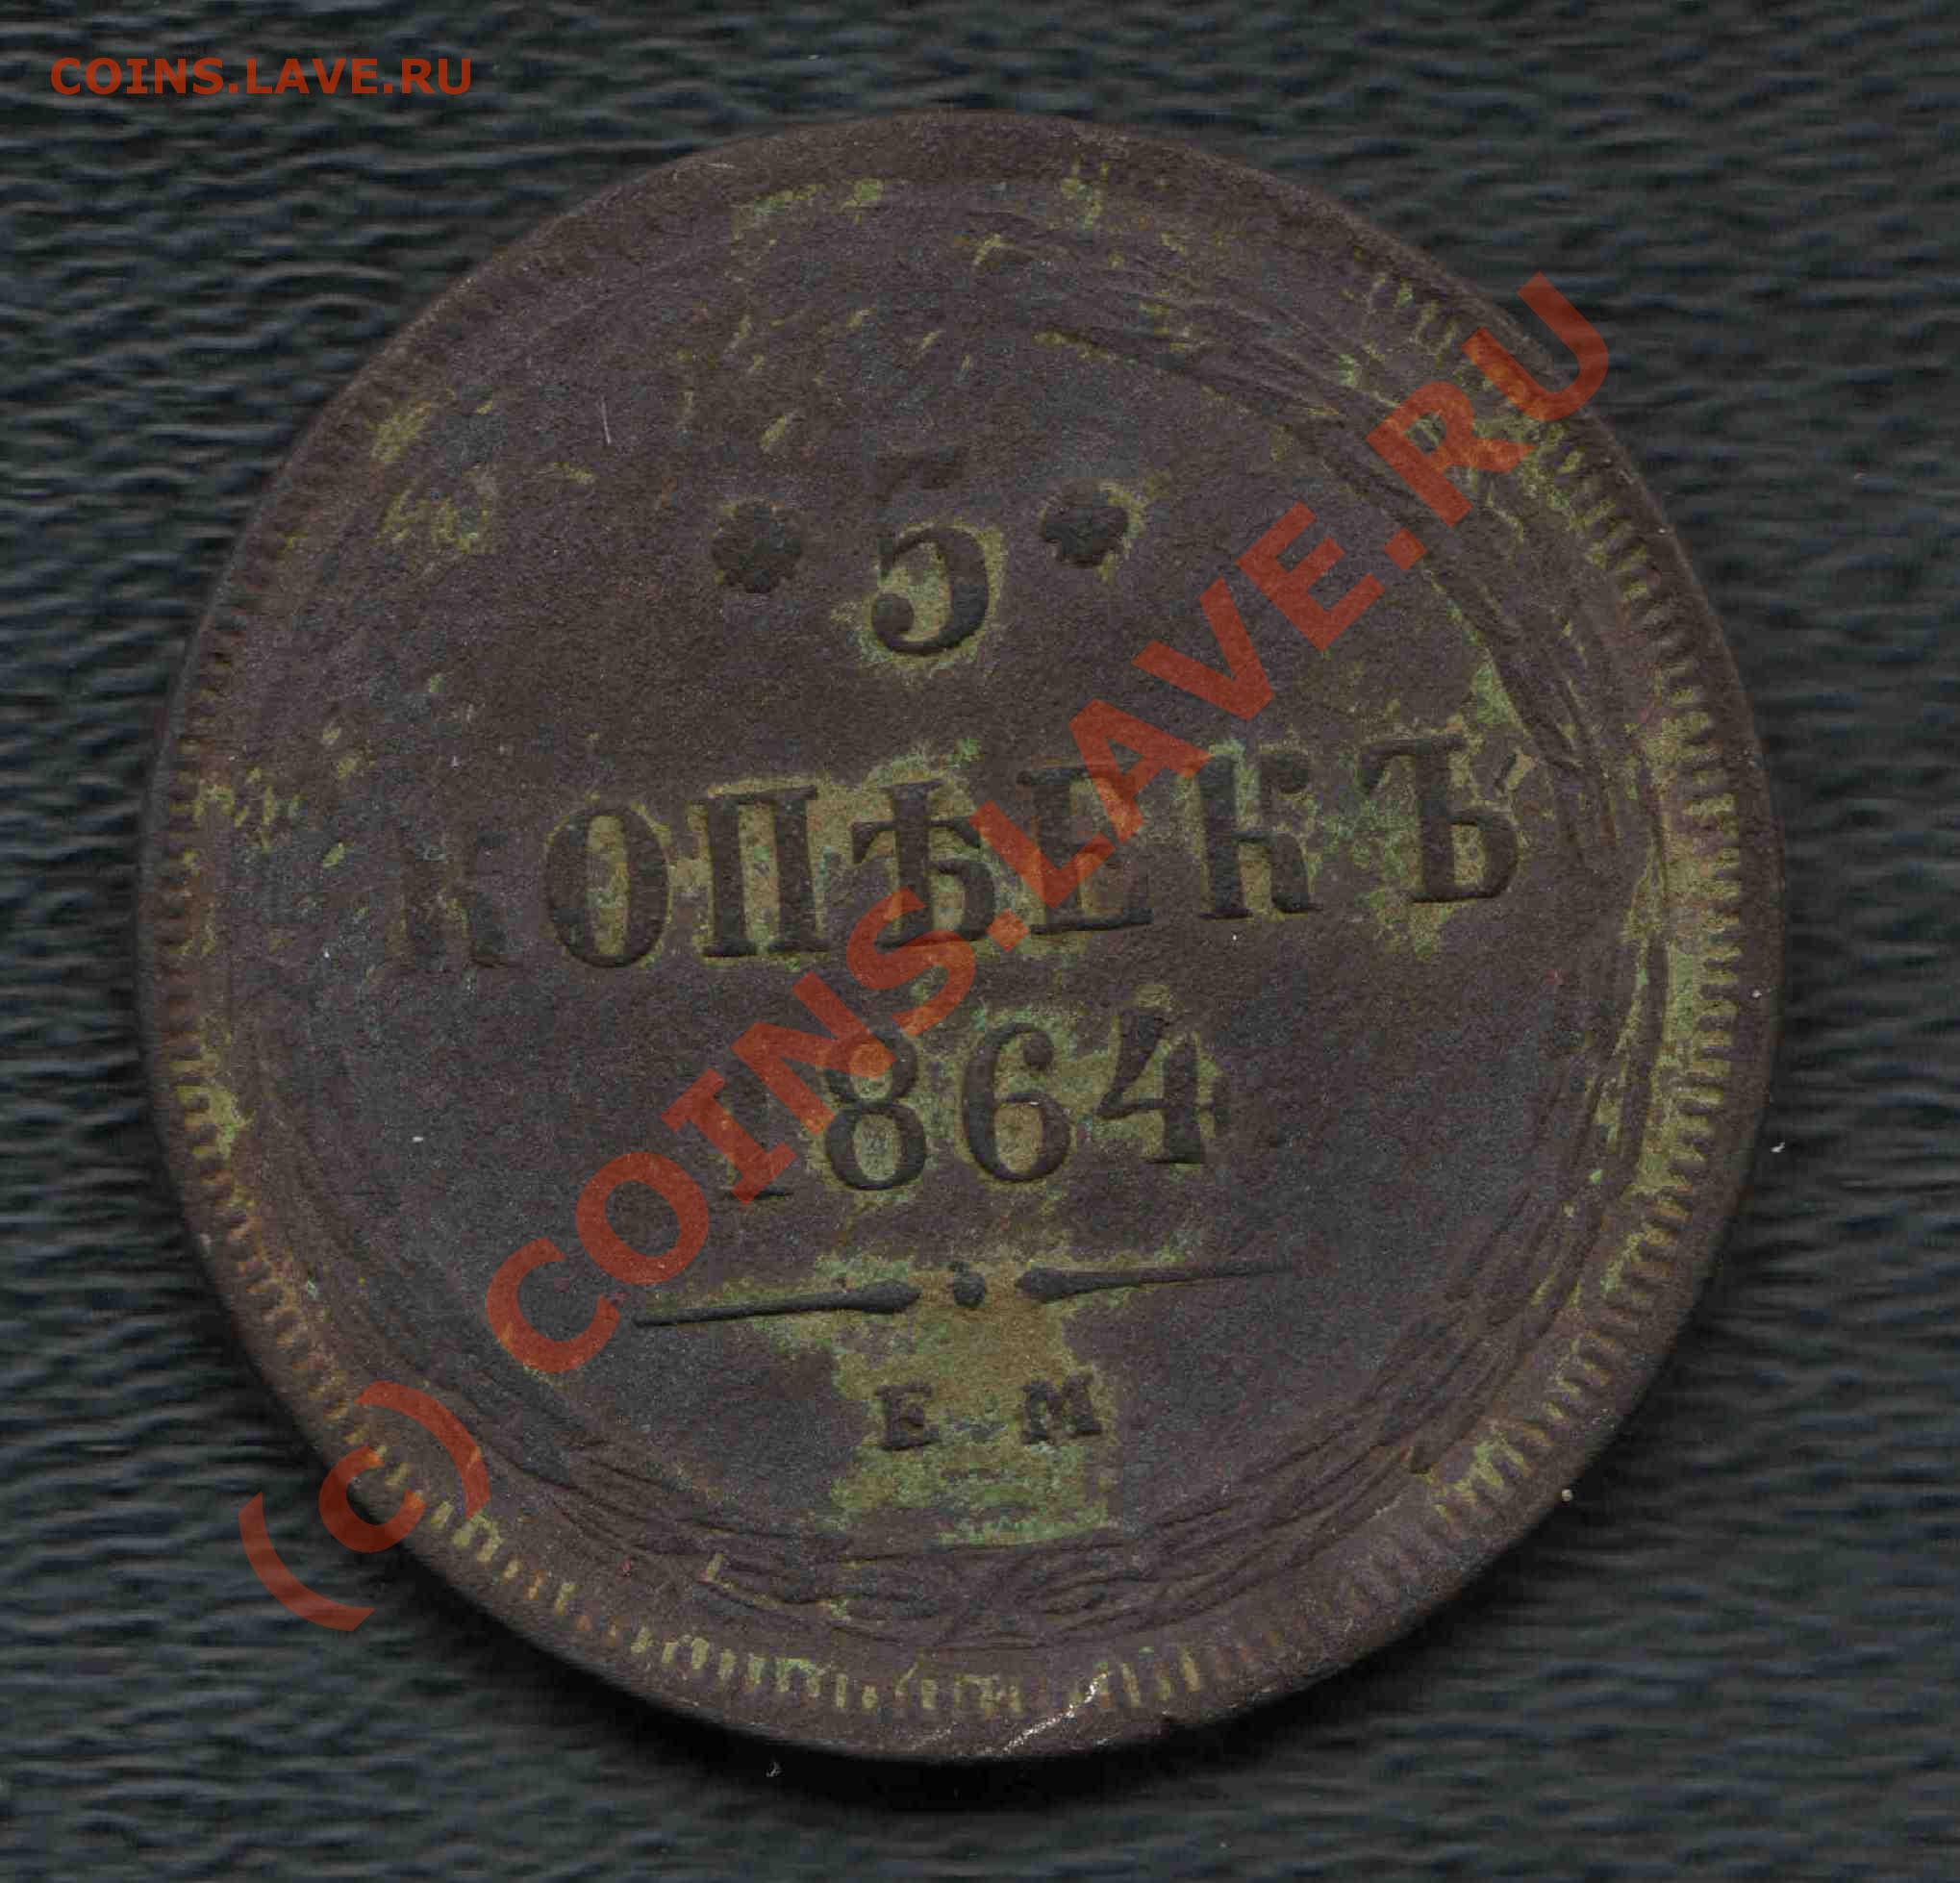 COINS.LAVE.RU
5
КОПѢЕКЪ
1864
Е М
(c) COINS.LAVE.RU